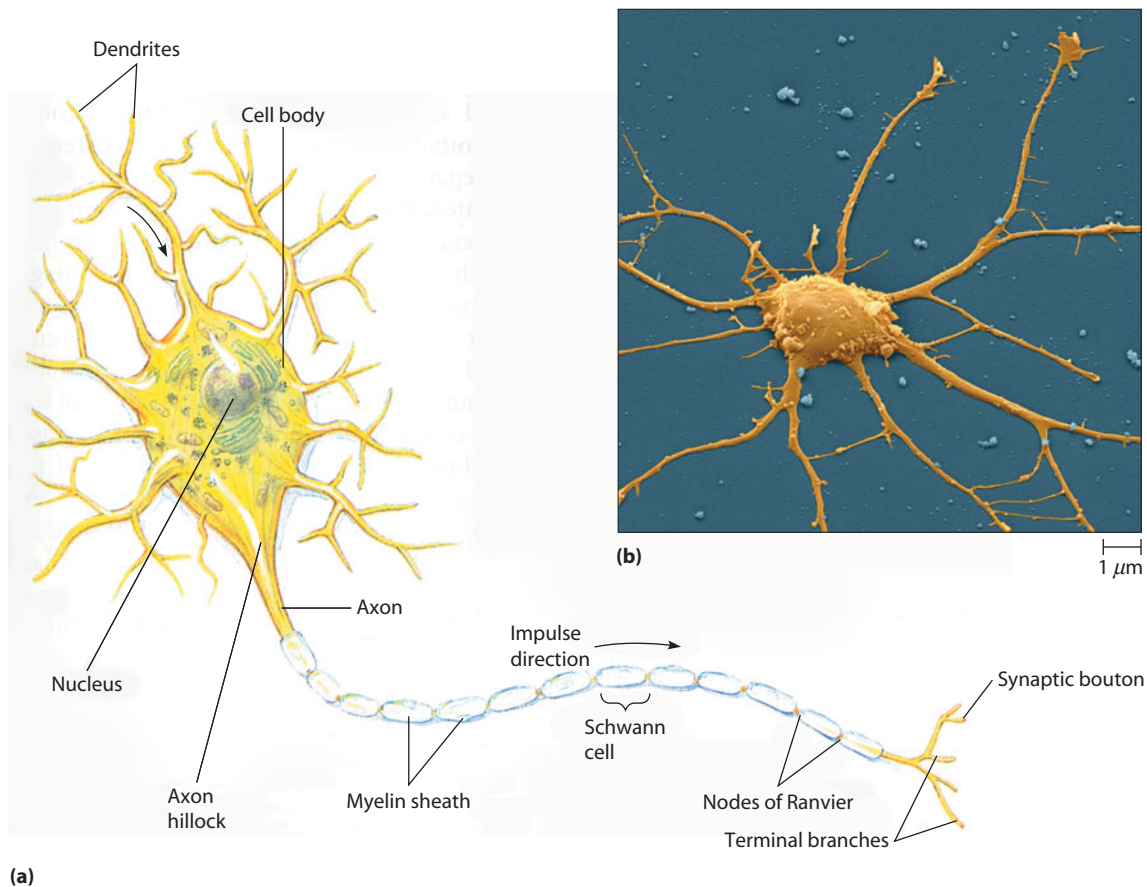 Dendrites
Cell body
(b)
1 μm
Axon
Impulse
direction
Nucleus
Synaptic bouton
Schwann
cell
Axon
hillock
Myelin sheath
Nodes of Ranvier
Terminal branches
(a)